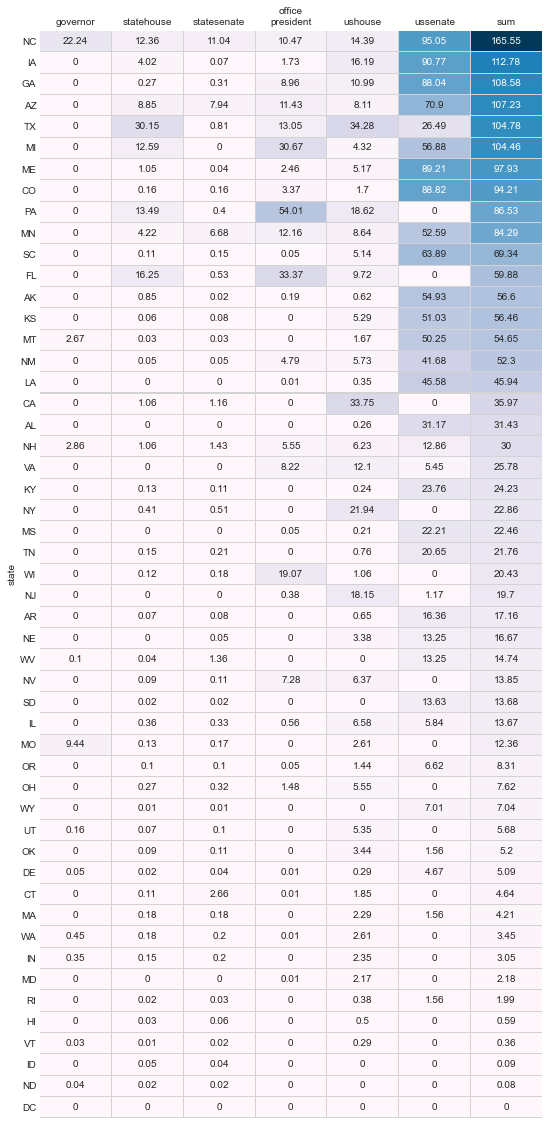 office
governor statehouse statesenate president ushouse ussenate sum
NC 22.24 12.36 11.04 10.47 14.39 95.05 165.55
IA 0 4.02 0.07 1.73 16.19 90.77 112.78
GA 0 0.27 0.31 8.96 10.99 88.04 108.58
AZ 0 8.85 7.94 11.43 8.11 70.9 107.23
TX 0 30.15 0.81 13.05 34.28 26.49 104.78
MI 0 12.59 0 30.67 4.32 56.88 104.46
ME 0 1.05 0.04 2.46 5.17 89.21 97.93
CO 0 0.16 0.16 3.37 1.7 88.82 94.21
PA 0 13.49 0.4 54.01 18.62 0 86.53
MN 0 4.22 6.68 12.16 8.64 52.59 84.29
SC 0 0.11 0.15 0.05 5.14 63.89 69.34
FL 0 16.25 0.53 33.37 9.72 0 59.88
AK 0 0.85 0.02 0.19 0.62 54.93 56.6
KS 0 0.06 0.08 0 5.29 51.03 56.46
MT 2.67 0.03 0.03 0 1.67 50.25 54.65
NM 0 0.05 0.05 4.79 5.73 41.68 52.3
LA 0 0 0 0.01 0.35 45.58 45.94
CA 0 1.06 1.16 0 33.75 0 35.97
AL 0 0 0 0 0.26 31.17 31.43
NH 2.86 1.06 1.43 5.55 6.23 12.86 30
VA 0 0 0 8.22 12.1 5.45 25.78
KY 0 0.13 0.11 0 0.24 23.76 24.23
NY 0 0.41 0.51 0 21.94 0 22.86
MS 0 0 0 0.05 0.21 22.21 22.46
TN 0 0.15 0.21 0 0.76 20.65 21.76
state
WI 0 0.12 0.18 19.07 1.06 0 20.43
NJ 0 0 0 0.38 18.15 1.17 19.7
AR 0 0.07 0.08 0 0.65 16.36 17.16
NE 0 0 0.05 0 3.38 13.25 16.67
WV 0.1 0.04 1.36 0 0 13.25 14.74
NV 0 0.09 0.11 7.28 6.37 0 13.85
SD 0 0.02 0.02 0 0 13.63 13.68
IL 0 0.36 0.33 0.56 6.58 5.84 13.67
MO 9.44 0.13 0.17 0 2.61 0 12.36
OR 0 0.1 0.1 0.05 1.44 6.62 8.31
OH 0 0.27 0.32 1.48 5.55 0 7.62
WY 0 0.01 0.01 0 0 7.01 7.04
UT 0.16 0.07 0.1 0 5.35 0 5.68
OK 0 0.09 0.11 0 3.44 1.56 5.2
DE 0.05 0.02 0.04 0.01 0.29 4.67 5.09
CT 0 0.11 2.66 0.01 1.85 0 4.64
MA 0 0.18 0.18 0 2.29 1.56 4.21
WA 0.45 0.18 0.2 0.01 2.61 0 3.45
IN 0.35 0.15 0.2 0 2.35 0 3.05
MD 0 0 0 0.01 2.17 0 2.18
RI 0 0.02 0.03 0 0.38 1.56 1.99
HI 0 0.03 0.06 0 0.5 0 0.59
VT 0.03 0.01 0.02 0 0.29 0 0.36
ID 0 0.05 0.04 0 0 0 0.09
ND 0.04 0.02 0.02 0 0 0 0.08
DC 0 0 0 0 0 0 0